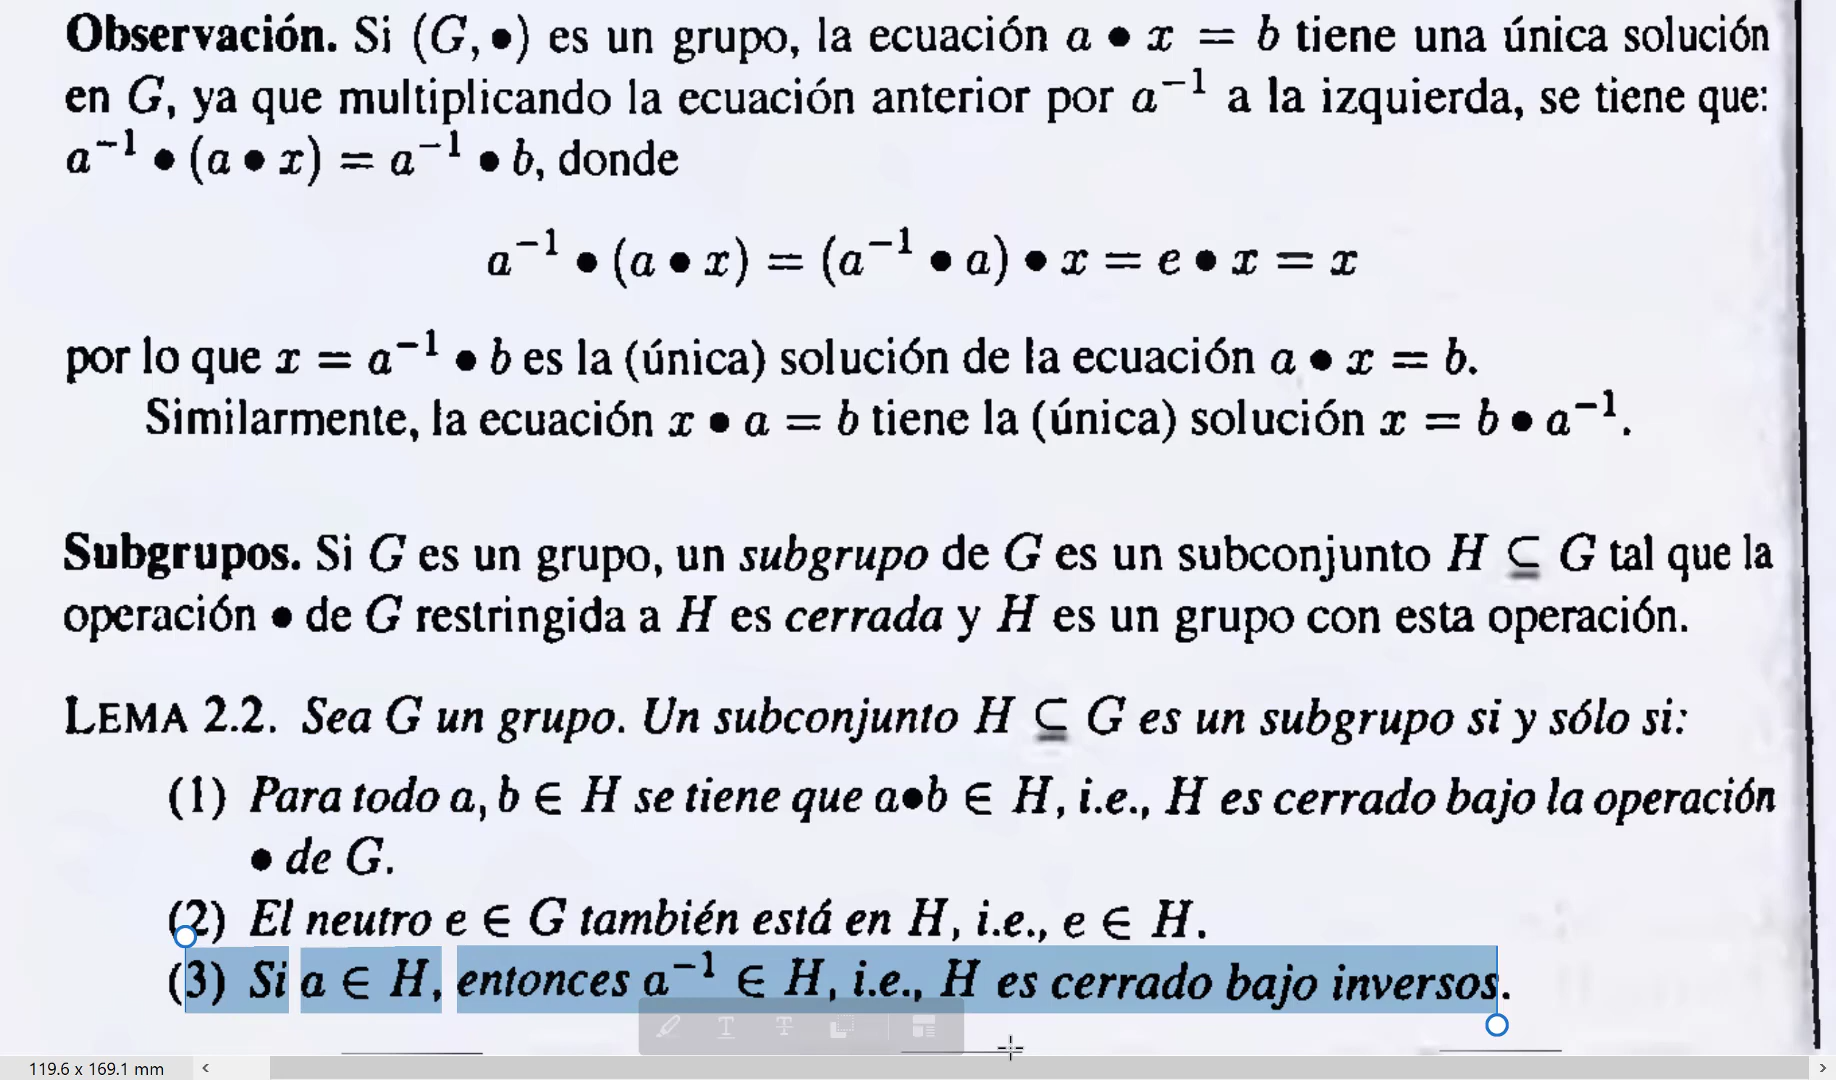 Observación. Si (G, •) es un grupo, la ecuación a • x = b tiene una única solución
en G, ya que multiplicando la ecuación anterior por a⁻¹ a la izquierda, se tiene que:
a⁻¹ • (a • x) = a⁻¹ • b, donde
a⁻¹ • (a • x) = (a⁻¹ • a) • x = e • x = x
por lo que x = a⁻¹ • b es la (única) solución de la ecuación a • x = b.
Similarmente, la ecuación x • a = b tiene la (única) solución x = b • a⁻¹.
Subgrupos. Si G es un grupo, un subgrupo de G es un subconjunto H ⊆ G tal que la
operación • de G restringida a H es cerrada y H es un grupo con esta operación.
LEMA 2.2. Sea G un grupo. Un subconjunto H ⊆ G es un subgrupo si y sólo si:
(1) Para todo a, b ∈ H se tiene que a•b ∈ H, i.e., H es cerrado bajo la operación
• de G.
(2) El neutro e ∈ G también está en H, i.e., e ∈ H.
(3) Si a ∈ H, entonces a⁻¹ ∈ H, i.e., H es cerrado bajo inversos.
119.6 x 169.1 mm